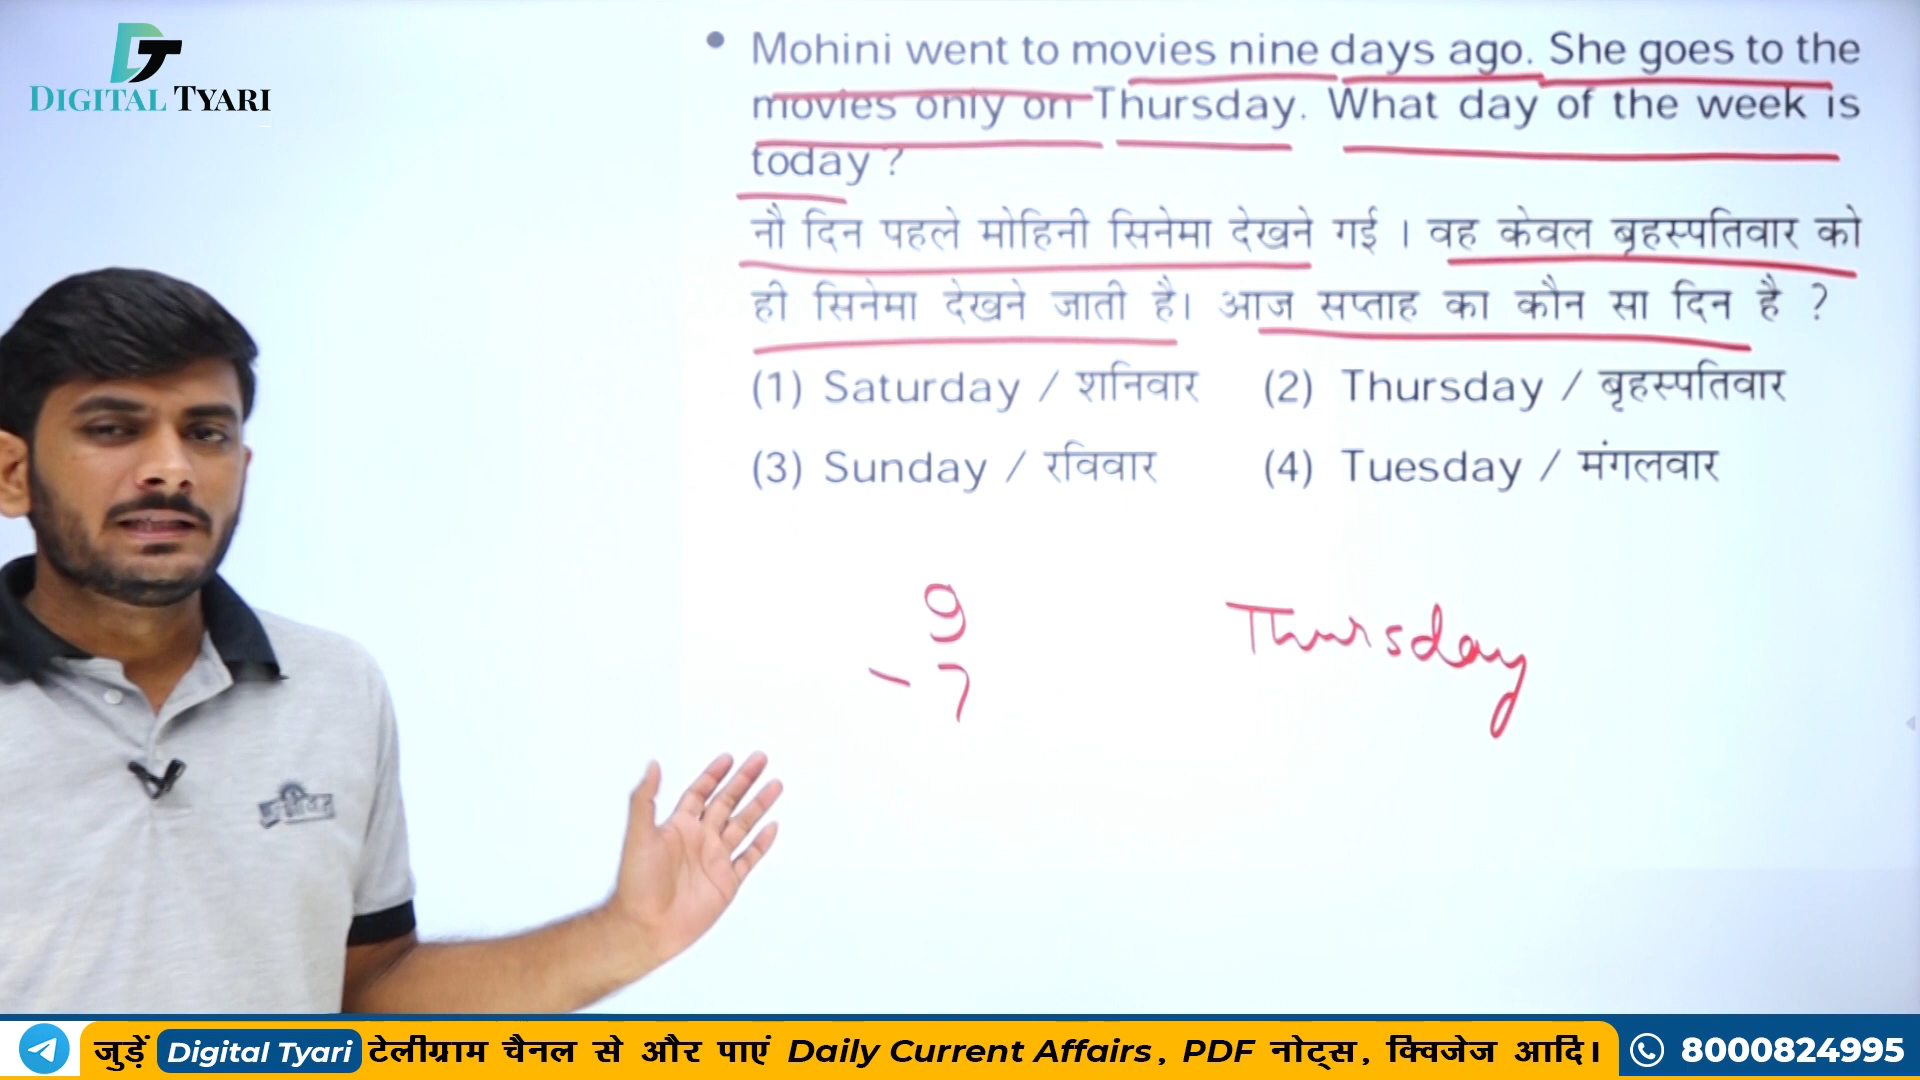 DT
DIGITAL TYARI
• Mohini went to movies nine days ago. She goes to the
movies only on Thursday. What day of the week is
today?
नौ दिन पहले मोहिनी सिनेमा देखने गई । वह केवल बृहस्पतिवार को
ही सिनेमा देखने जाती है। आज सप्ताह का कौन सा दिन है ?
(1) Saturday / शनिवार (2) Thursday / बृहस्पतिवार
(3) Sunday / रविवार (4) Tuesday / मंगलवार
9
- 7
Thursday
जुड़ें Digital Tyari टेलीग्राम चैनल से और पाएं Daily Current Affairs, PDF नोट्स, क्विजेज आदि। 8000824995